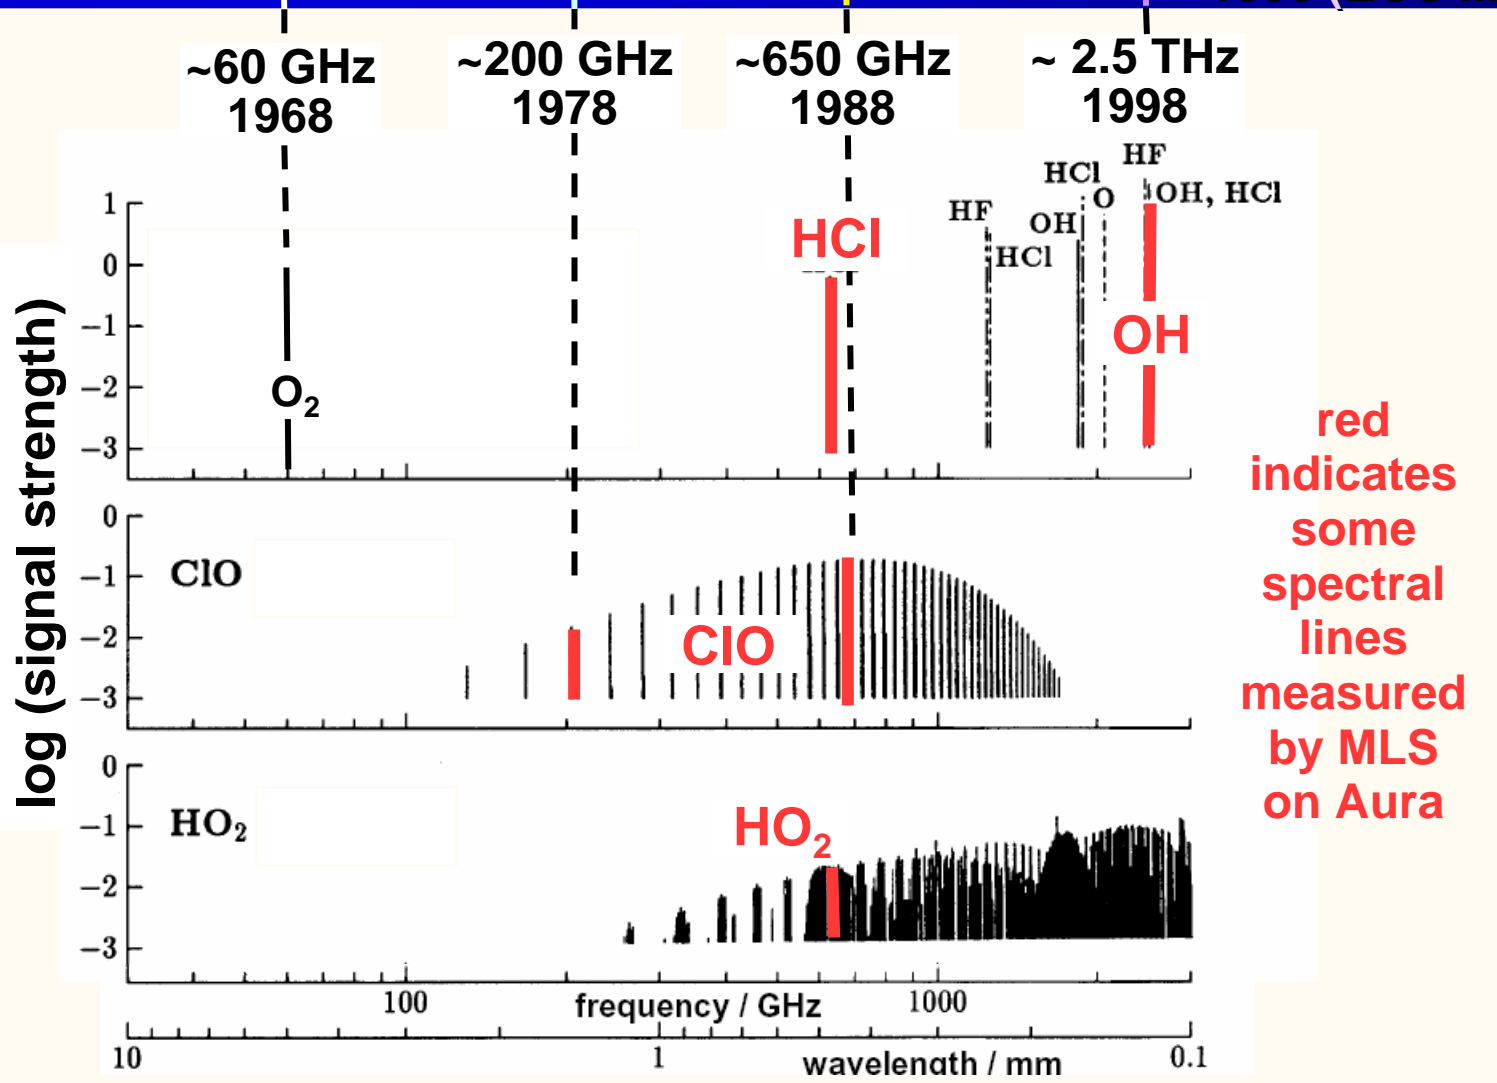 ~60 GHz
1968
~200 GHz
1978
~650 GHz
1988
~ 2.5 THz
1998
log (signal strength)
1
0
−1
−2
−3
O2
HCl
HF
HCl
OH
HCl
O
HF
OH, HCl
OH
0
−1
−2
−3
ClO
ClO
0
−1
−2
−3
HO2
HO2
100
frequency / GHz
1000
10
1
wavelength / mm
0.1
red
indicates
some
spectral
lines
measured
by MLS
on Aura